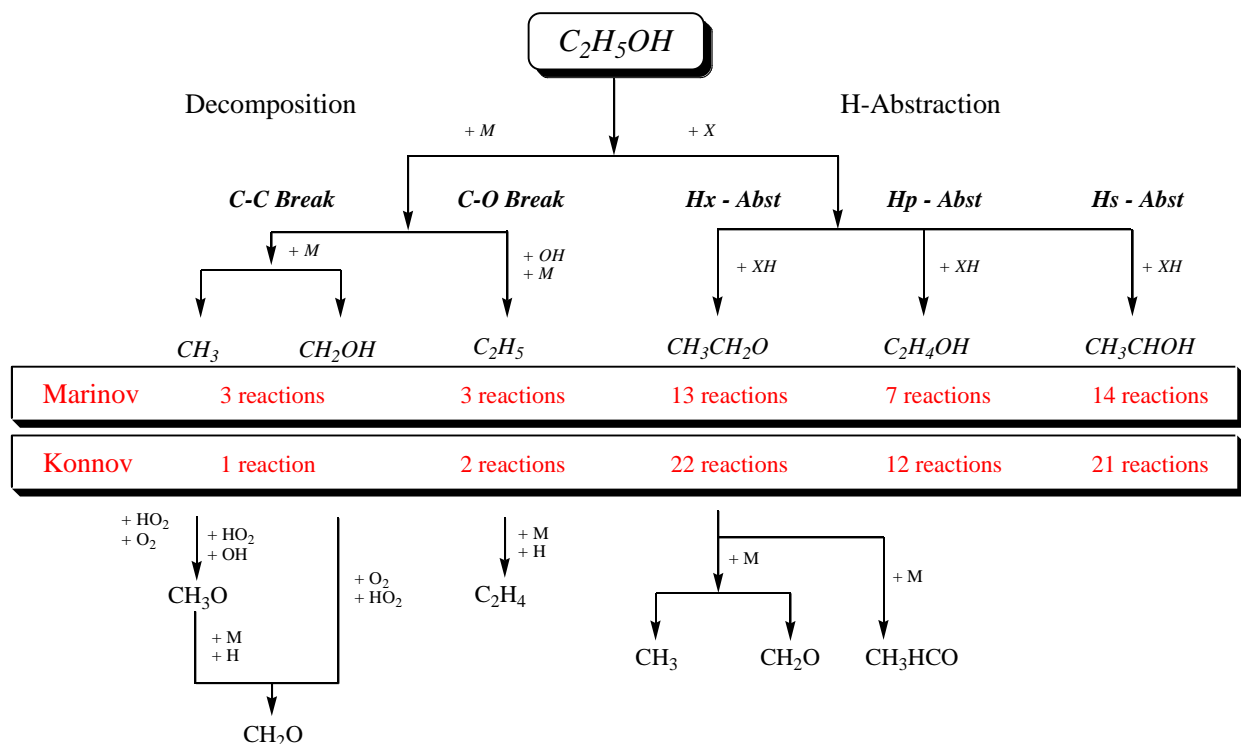 C₂H₅OH
Decomposition
H-Abstraction
+ M
+ X
C-C Break
C-O Break
Hx - Abst
Hp - Abst
Hs - Abst
+ M
+ OH
+ M
+ XH
+ XH
+ XH
CH₃
CH₂OH
C₂H₅
CH₃CH₂O
C₂H₄OH
CH₃CHOH
Marinov 3 reactions 3 reactions 13 reactions 7 reactions 14 reactions
Konnov 1 reaction 2 reactions 22 reactions 12 reactions 21 reactions
+ HO₂
+ O₂
+ HO₂
+ OH
+ O₂
+ HO₂
+ M
+ H
+ M
+ M
CH₃O
C₂H₄
+ M
+ H
CH₃
CH₂O
CH₃HCO
CH₂O